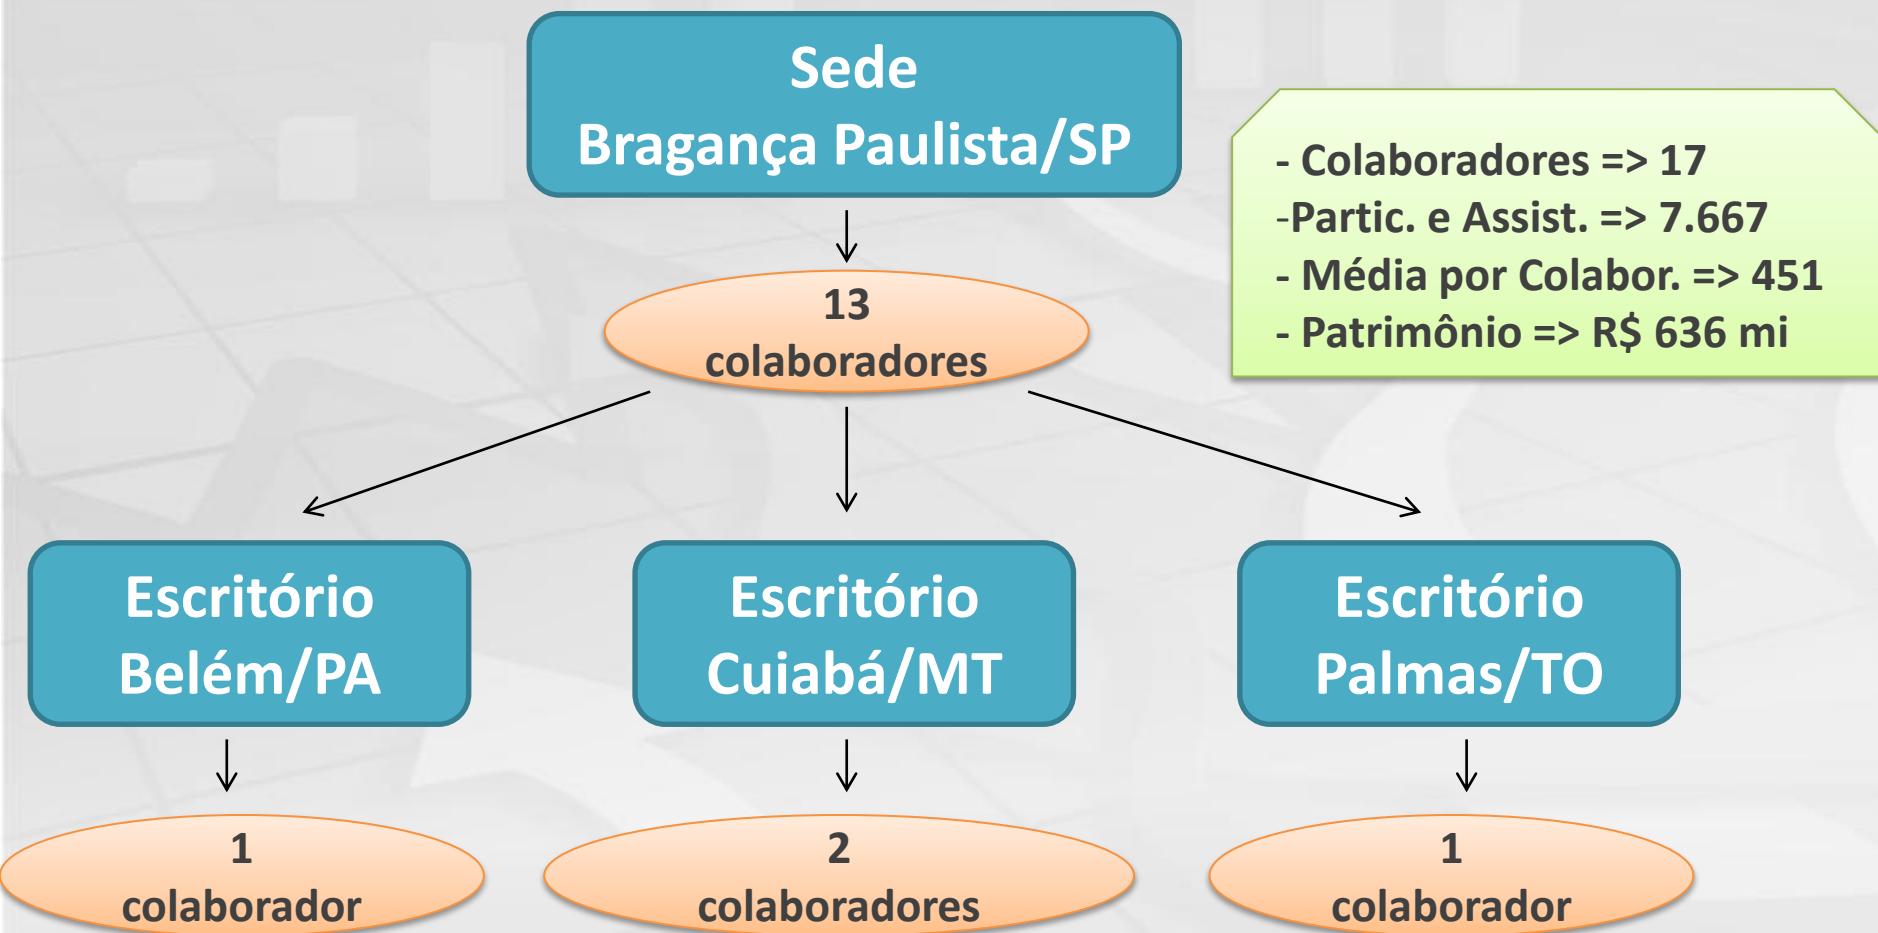 Sede
Bragança Paulista/SP
- Colaboradores => 17
-Partic. e Assist. => 7.667
- Média por Colabor. => 451
- Patrimônio => R$ 636 mi
13
colaboradores
Escritório
Belém/PA
Escritório
Cuiabá/MT
Escritório
Palmas/TO
1
colaborador
2
colaboradores
1
colaborador